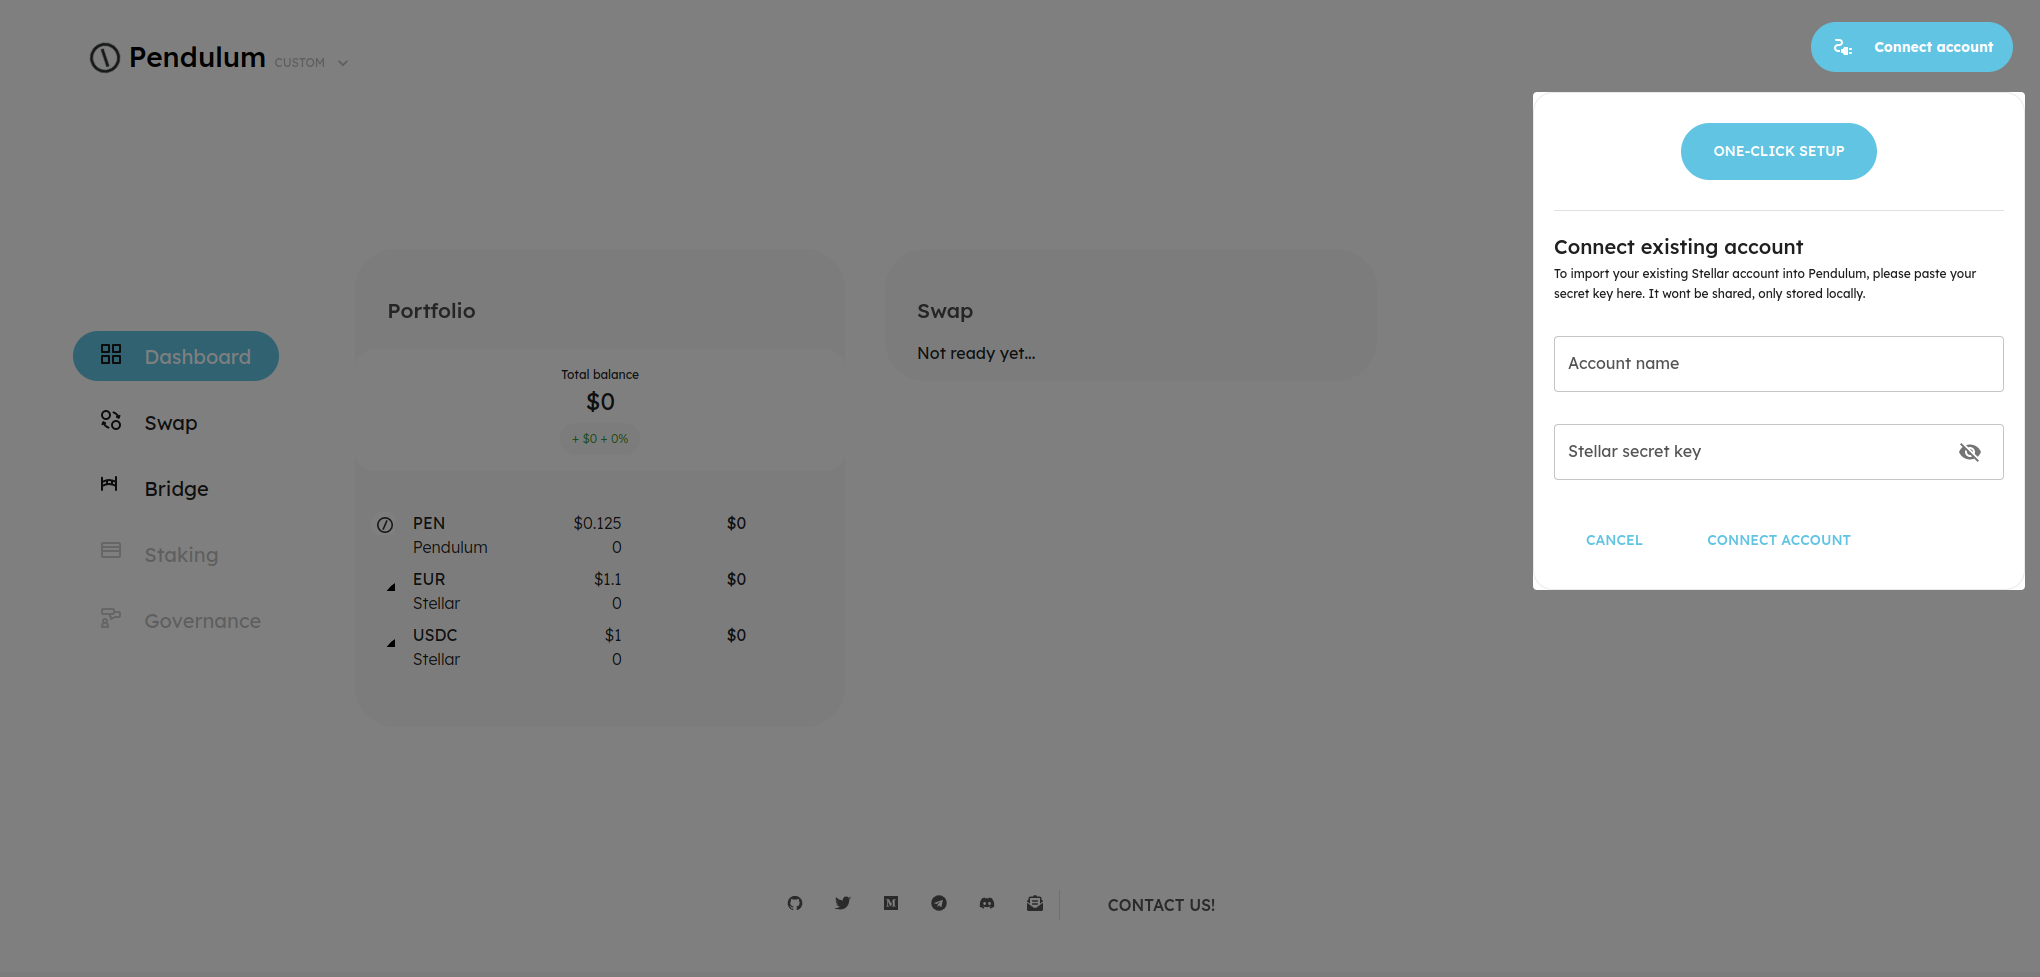 Pendulum CUSTOM
Connect account
ONE-CLICK SETUP
Connect existing account
To import your existing Stellar account into Pendulum, please paste your
secret key here. It wont be shared, only stored locally.
Account name
Stellar secret key
CANCEL CONNECT ACCOUNT
Dashboard
Swap
Bridge
Staking
Governance
Portfolio
Total balance
$0
+ $0 + 0%
PEN $0.125 $0
Pendulum 0
EUR $1.1 $0
Stellar 0
USDC $1 $0
Stellar 0
Swap
Not ready yet...
M
CONTACT US!